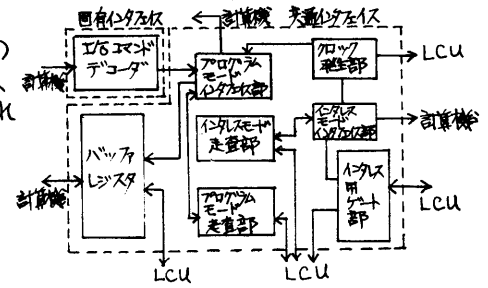 固有インタフェイス
計算機
共通インタフェイス
I/Oコマンド
デコーダ
計算機
プログラム
モード
インタフェイス部
クロック
発生部
LCU
インタレス
モード
インタフェイス部
計算機
インタレスモード
走査部
バッファ
レジスタ
計算機
プログラム
モード
走査部
インタレス
用
ゲート
部
LCU
LCU
LCU
れ